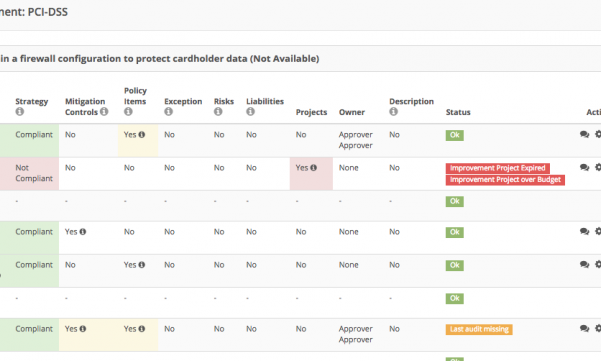 ment: PCI-DSS
in a firewall configuration to protect cardholder data (Not Available)
Strategy Mitigation Controls Policy Items Exception Risks Liabilities Projects Owner Description Status Acti
Compliant No Yes No No No No Approver Approver No Ok
Not Compliant No No No No No Yes None No Improvement Project Expired Improvement Project over Budget
- - - - - - - - - Ok
Compliant Yes No No No No No None No Ok
Compliant No Yes No No No No None No Ok
- - - - - - - - - Ok
Compliant Yes Yes No No No No Approver Approver No Last audit missing